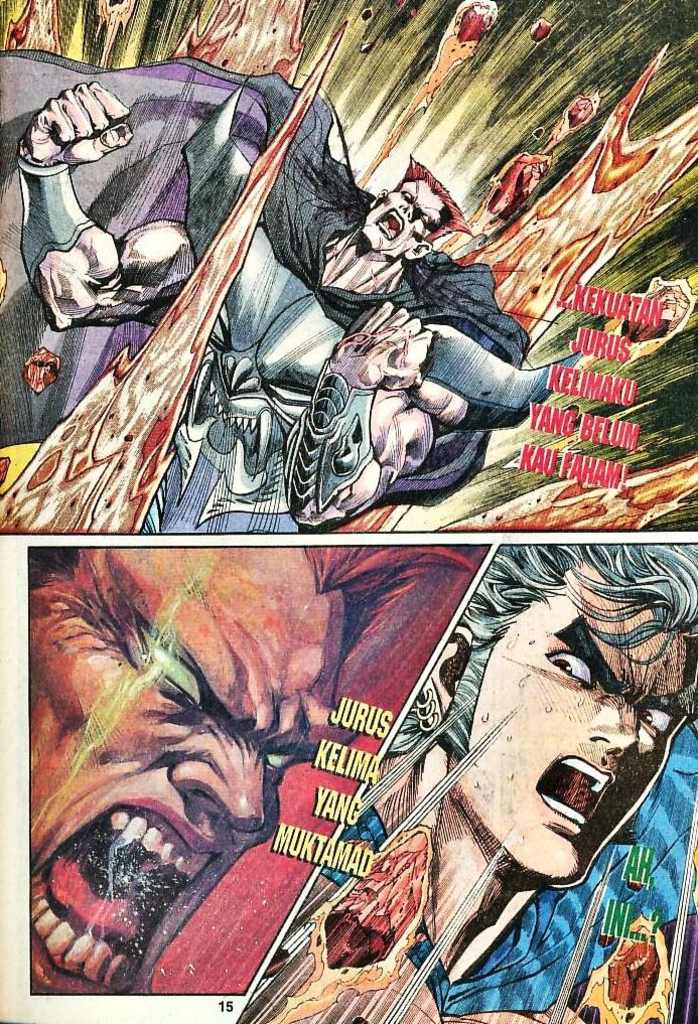 ...KEKUATAN
JURUS
KELIMAKU
YANG BELUM
KAU FAHAM!
JURUS
KELIMA
YANG
MUKTAMAD
AH,
INI...?
15